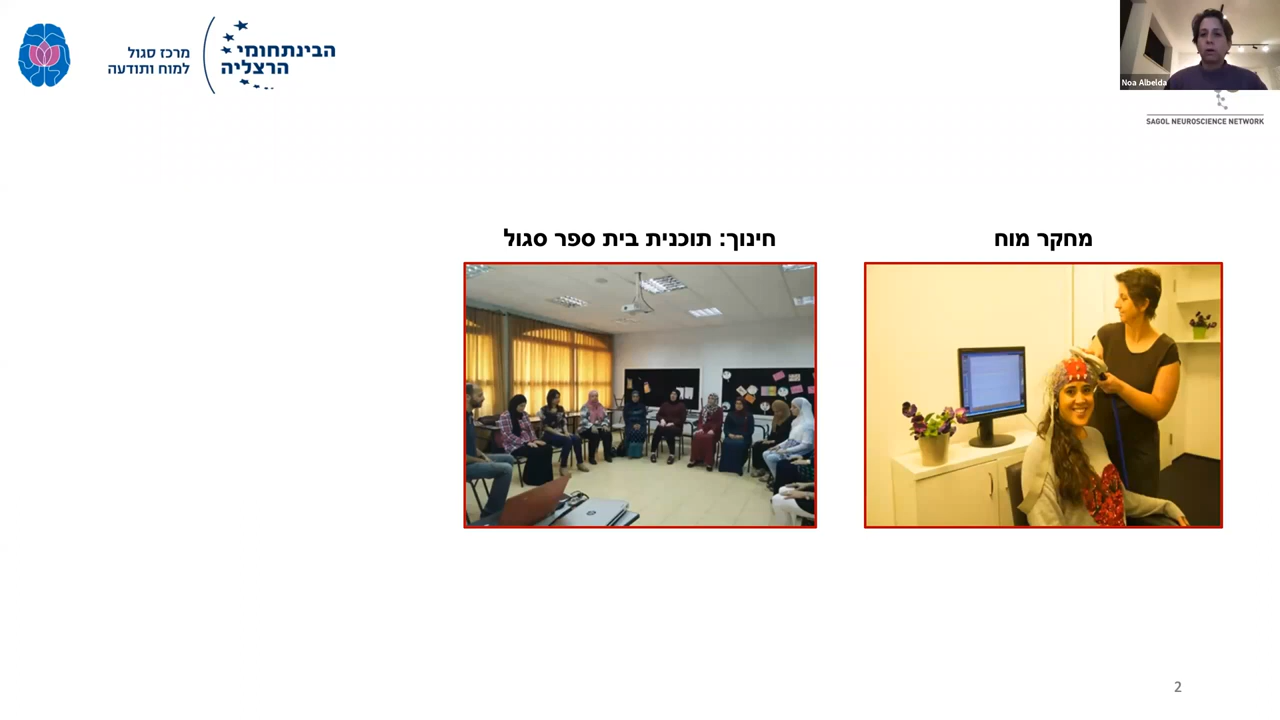 מרכז סגול
למוח ותודעה
הבינתחומי
הרצליה
Noa Albelda
SAGOL NEUROSCIENCE NETWORK
מחקר מוח
חינוך: תוכנית בית ספר סגול
2